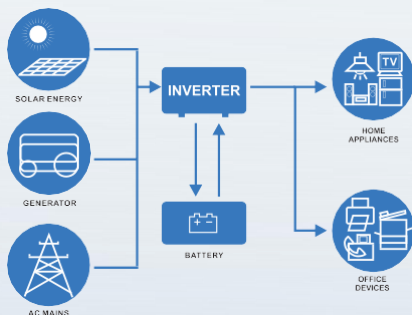 SOLAR ENERGY
GENERATOR
AC MAINS
INVERTER
BATTERY
TV
HOME
APPLIANCES
OFFICE
DEVICES